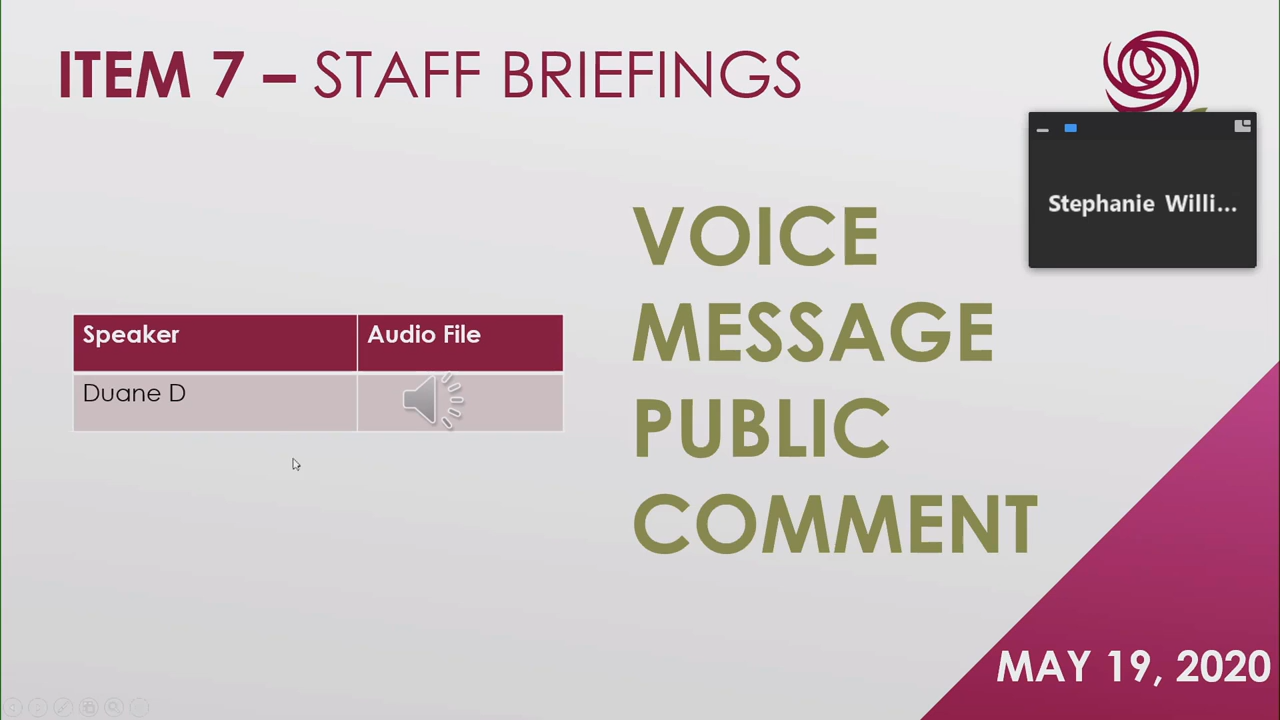 ITEM 7 – STAFF BRIEFINGS
Stephanie Willi...
VOICE
MESSAGE
PUBLIC
COMMENT
Speaker Audio File
Duane D
MAY 19, 2020